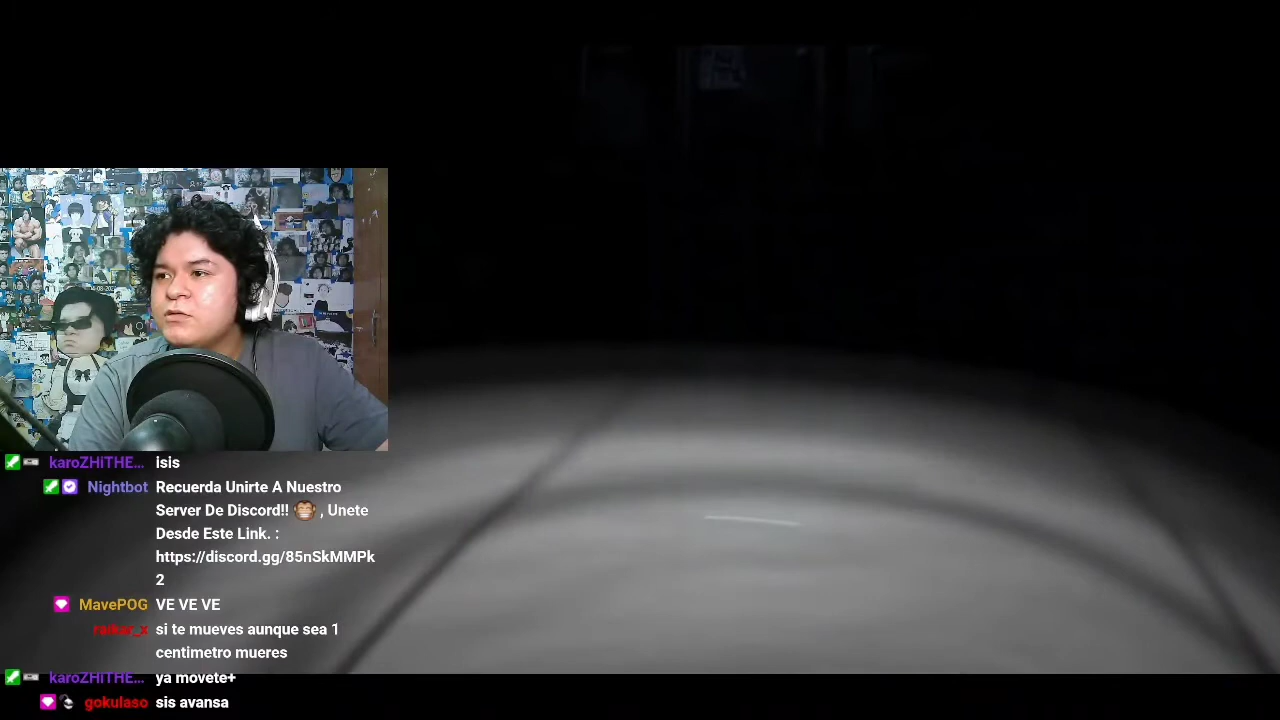 karoZHiTHE... isis
Nightbot Recuerda Unirte A Nuestro
Server De Discord!! 🐵 , Unete
Desde Este Link. :
https://discord.gg/85nSkMMPk
2
MavePOG VE VE VE
raikar_x si te mueves aunque sea 1
centimetro mueres
karoZHiTHE... ya movete+
gokulaso sis avansa